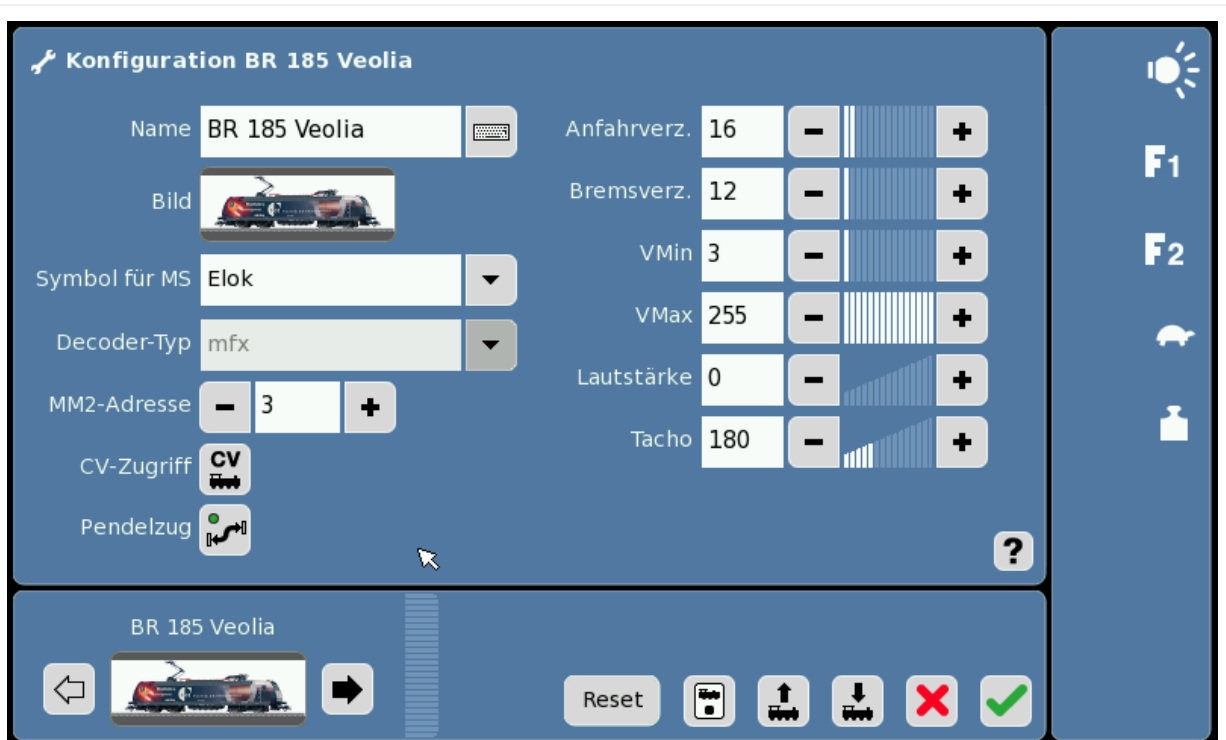 Konfiguration BR 185 Veolia
Name BR 185 Veolia
Bild
Symbol für MS Elok
Decoder-Typ mfx
MM2-Adresse - 3 +
CV-Zugriff CV
Pendelzug
Anfahrverz. 16 - +
Bremsverz. 12 - +
VMin 3 - +
VMax 255 - +
Lautstärke 0 - +
Tacho 180 - +
?
F1
F2
BR 185 Veolia
Reset